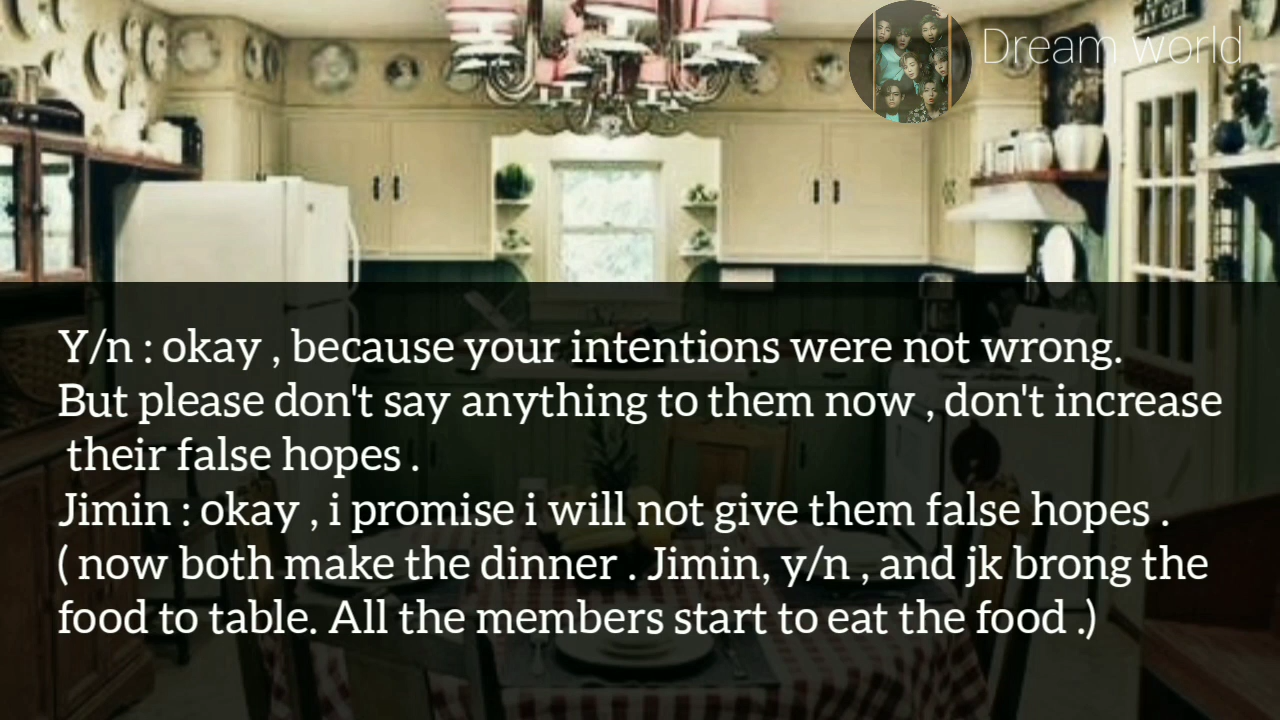 AY OUT
Dream world
Y/n : okay , because your intentions were not wrong.
But please don't say anything to them now , don't increase
their false hopes .
Jimin : okay , i promise i will not give them false hopes .
( now both make the dinner . Jimin, y/n , and jk brong the
food to table. All the members start to eat the food .)